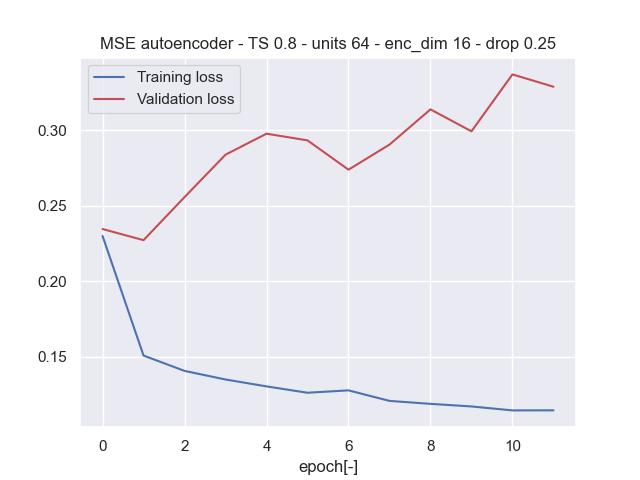 MSE autoencoder - TS 0.8 - units 64 - enc_dim 16 - drop 0.25
Training loss
Validation loss
0.30
0.25
0.20
0.15
0 2 4 6 8 10
epoch[-]